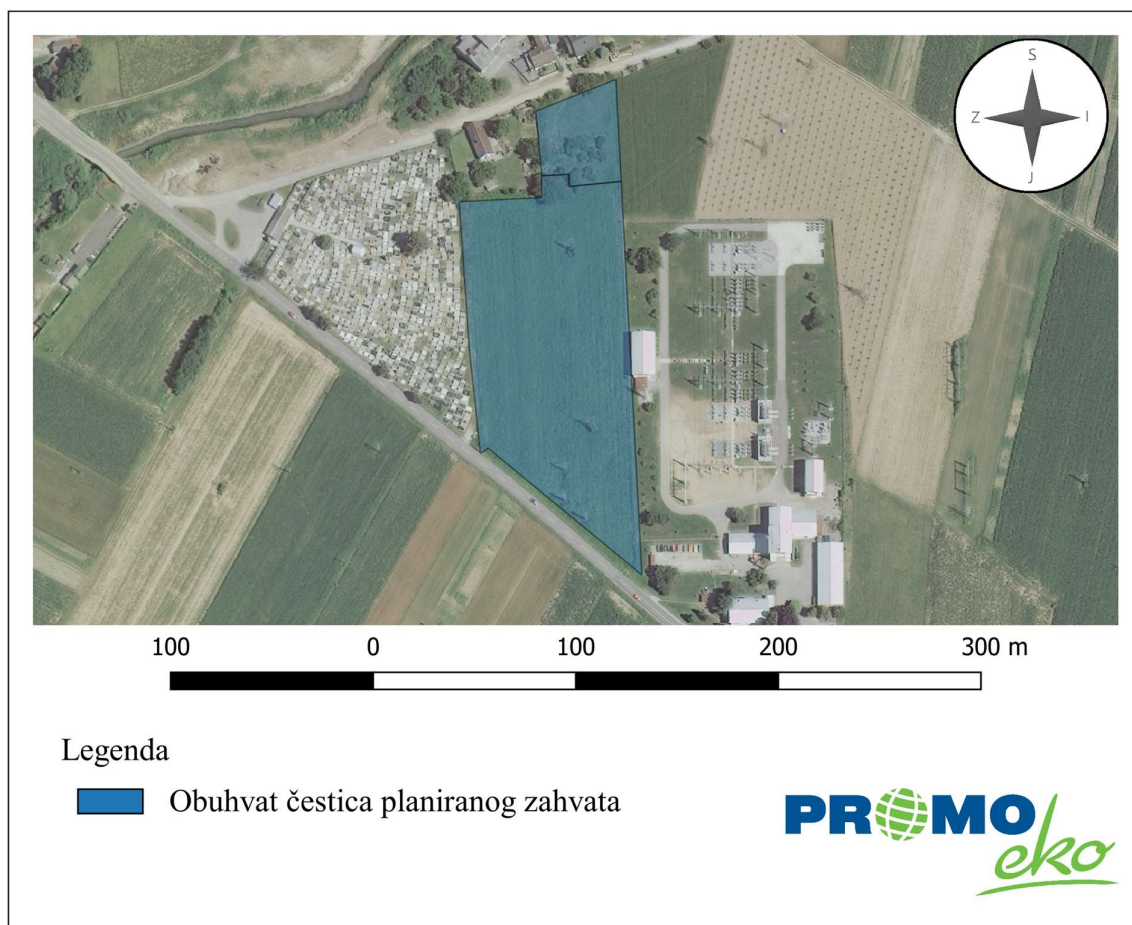 S
Z I
J
100 0 100 200 300 m
Legenda
Obuhvat čestica planiranog zahvata
PROMO
eko